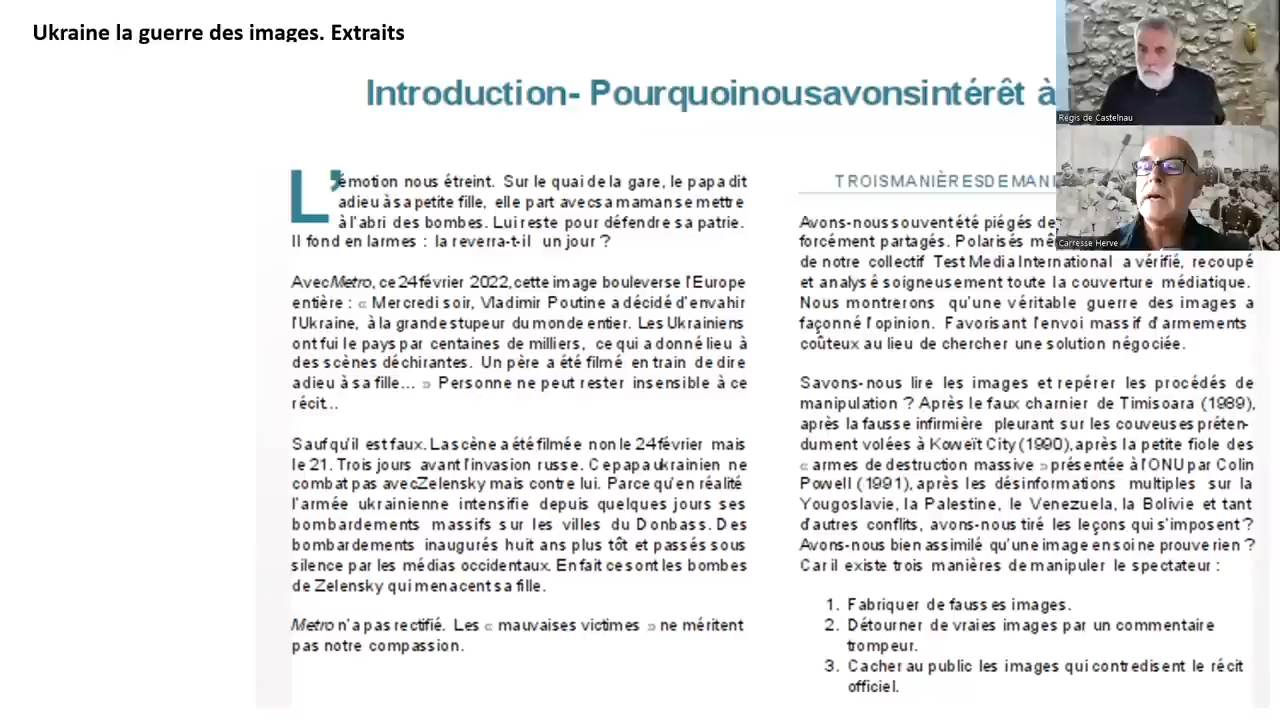 Ukraine la guerre des images. Extraits
Introduction- Pourquoinousavonsintérêt à
L'émotion nous étreint. Sur le quai de la gare, le papa dit
adieu à sa petite fille, elle part avec sa maman se mettre
à l'abri des bombes. Lui reste pour défendre sa patrie.
Il fond en larmes : la reverra-t-il un jour ?
Avec Metro, ce 24 février 2022, cette image bouleverse l'Europe
entière : « Mercredi soir, Vladimir Poutine a décidé d'envahir
l'Ukraine, à la grande stupeur du monde entier. Les Ukrainiens
ont fui le pays par centaines de milliers, ce qui a donné lieu à
des scènes déchirantes. Un père a été filmé en train de dire
adieu à sa fille... » Personne ne peut rester insensible à ce
récit...
Sauf qu'il est faux. La scène a été filmée non le 24 février mais
le 21. Trois jours avant l'invasion russe. Ce papa ukrainien ne
combat pas avec Zelensky mais contre lui. Parce qu'en réalité
l'armée ukrainienne intensifie depuis quelques jours ses
bombardements massifs sur les villes du Donbass. Des
bombardements inaugurés huit ans plus tôt et passés sous
silence par les médias occidentaux. En fait ce sont les bombes
de Zelensky qui menacent sa fille.
Metro n'a pas rectifié. Les « mauvaises victimes » ne méritent
pas notre compassion.
TROIS MANIÈRES DE MANI
Avons-nous souvent été piégés de
forcément partagés. Polarisés mê
de notre collectif Test Media International a vérifié, recoupé
et analysé soigneusement toute la couverture médiatique.
Nous montrerons qu'une véritable guerre des images a
façonné l'opinion. Favorisant l'envoi massif d'armements
coûteux au lieu de chercher une solution négociée.
Savons-nous lire les images et repérer les procédés de
manipulation ? Après le faux charnier de Timisoara (1989),
après la fausse infirmière pleurant sur les couveuses préten-
dument volées à Koweït City (1990), après la petite fiole des
« armes de destruction massive » présentée à l'ONU par Colin
Powell (1991), après les désinformations multiples sur la
Yougoslavie, la Palestine, le Venezuela, la Bolivie et tant
d'autres conflits, avons-nous tiré les leçons qui s'imposent ?
Avons-nous bien assimilé qu'une image en soi ne prouve rien ?
Car il existe trois manières de manipuler le spectateur :
1. Fabriquer de fausses images.
2. Détourner de vraies images par un commentaire
trompeur.
3. Cacher au public les images qui contredisent le récit
officiel.
Régis de Castelnau
Carresse Herve